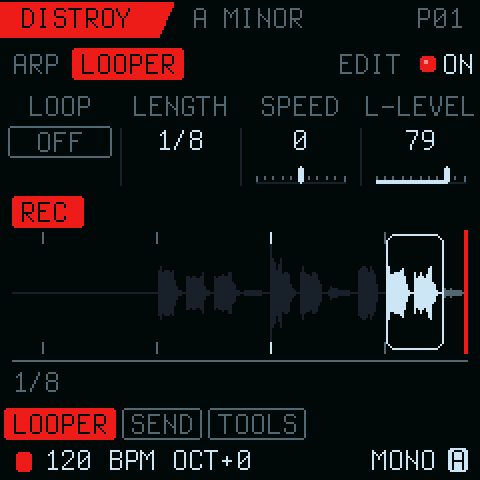 DISTROY A MINOR P01
ARP LOOPER EDIT ON
LOOP LENGTH SPEED L-LEVEL
OFF 1/8 0 79
REC
1/8
LOOPER SEND TOOLS
120 BPM OCT+0 MONO A